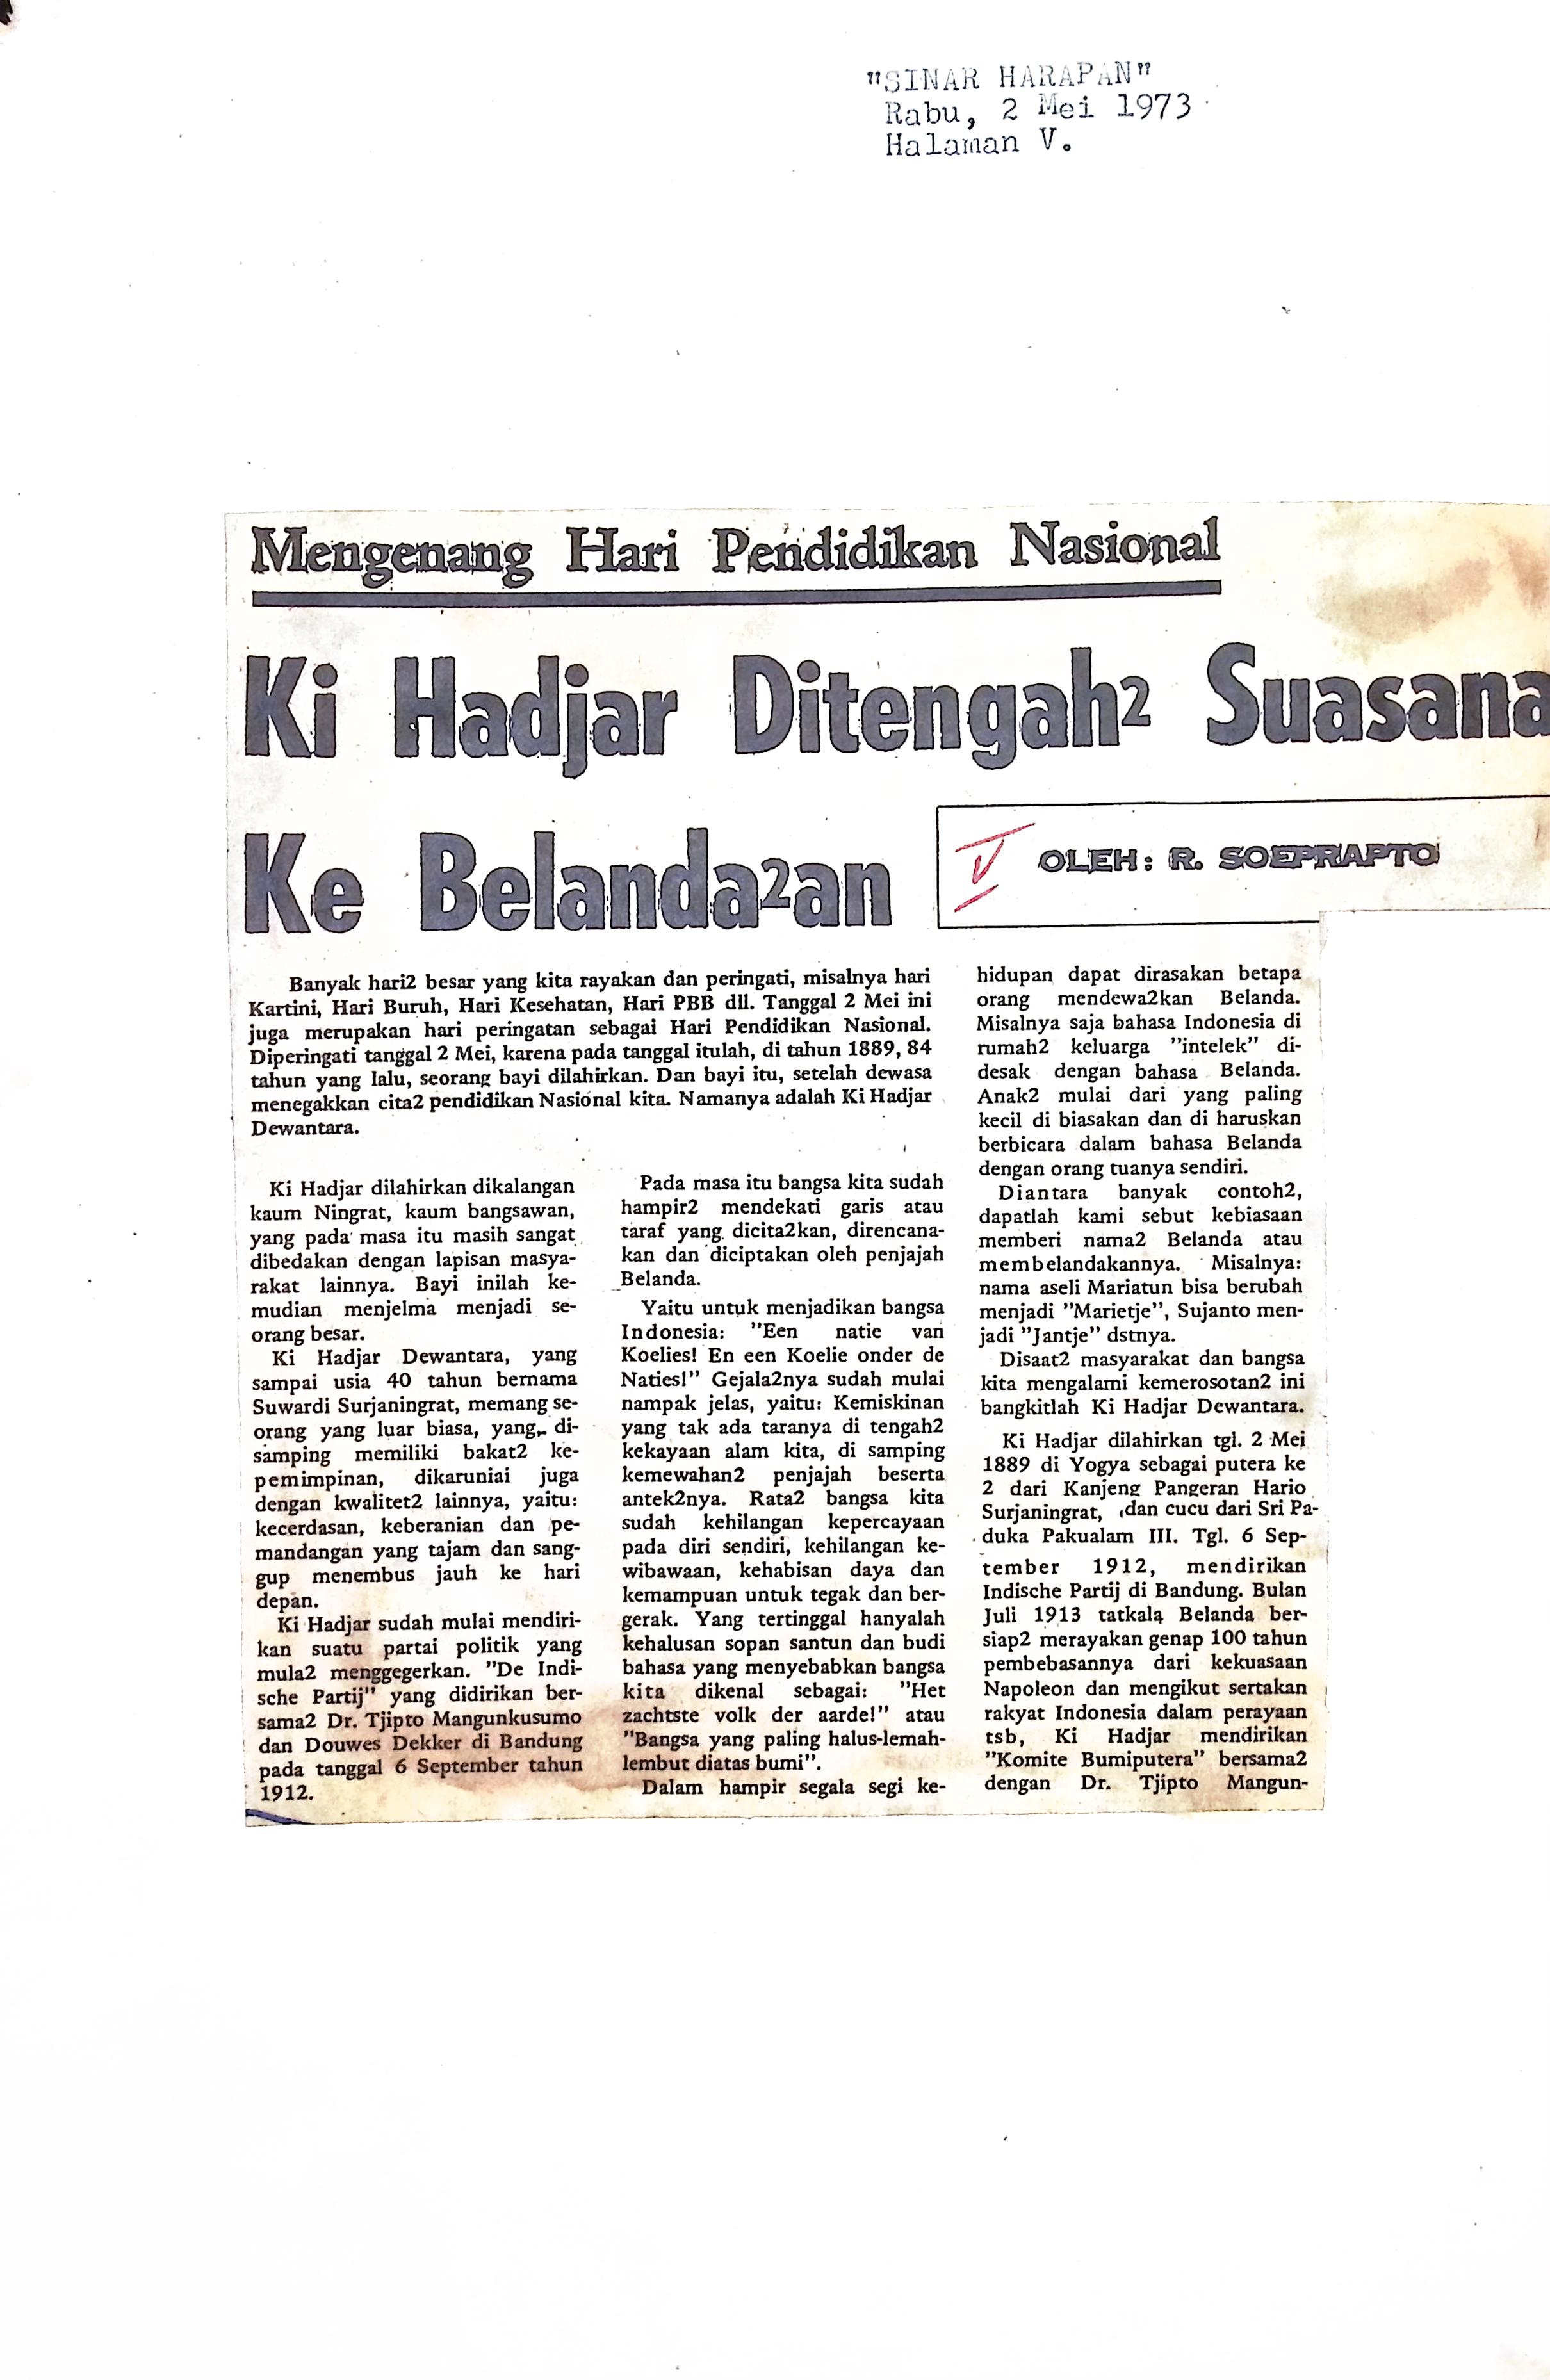 "SINAR HARAPAN"
Rabu, 2 Mei 1973
Halaman V.
Mengenang Hari Pendidikan Nasional
Ki Hadjar Ditengah2 Suasana
Ke Belanda2an
V
OLEH: R. SOEPRAPTO
Banyak hari2 besar yang kita rayakan dan peringati, misalnya hari
Kartini, Hari Buruh, Hari Kesehatan, Hari PBB dll. Tanggal 2 Mei ini
juga merupakan hari peringatan sebagai Hari Pendidikan Nasional.
Diperingati tanggal 2 Mei, karena pada tanggal itulah, di tahun 1889, 84
tahun yang lalu, seorang bayi dilahirkan. Dan bayi itu, setelah dewasa
menegakkan cita2 pendidikan Nasional kita. Namanya adalah Ki Hadjar
Dewantara.
Ki Hadjar dilahirkan dikalangan
kaum Ningrat, kaum bangsawan,
yang pada masa itu masih sangat
dibedakan dengan lapisan masya-
rakat lainnya. Bayi inilah ke-
mudian menjelma menjadi se-
orang besar.
Ki Hadjar Dewantara, yang
sampai usia 40 tahun bernama
Suwardi Surjaningrat, memang se-
orang yang luar biasa, yang di-
samping memiliki bakat2 ke-
pemimpinan, dikaruniai juga
dengan kwalitet2 lainnya, yaitu:
kecerdasan, keberanian dan pe-
mandangan yang tajam dan sang-
gup menembus jauh ke hari
depan.
Ki Hadjar sudah mulai mendiri-
kan suatu partai politik yang
mula2 menggegerkan. "De Indi-
sche Partij" yang didirikan ber-
sama2 Dr. Tjipto Mangunkusumo
dan Douwes Dekker di Bandung
pada tanggal 6 September tahun
1912.
Pada masa itu bangsa kita sudah
hampir2 mendekati garis atau
taraf yang dicita2kan, direncana-
kan dan diciptakan oleh penjajah
Belanda.
Yaitu untuk menjadikan bangsa
Indonesia: "Een natie van
Koelies! En een Koelie onder de
Naties!" Gejala2nya sudah mulai
nampak jelas, yaitu: Kemiskinan
yang tak ada taranya di tengah2
kekayaan alam kita, di samping
kemewahan2 penjajah beserta
antek2nya. Rata2 bangsa kita
sudah kehilangan kepercayaan
pada diri sendiri, kehilangan ke-
wibawaan, kehabisan daya dan
kemampuan untuk tegak dan ber-
gerak. Yang tertinggal hanyalah
kehalusan sopan santun dan budi
bahasa yang menyebabkan bangsa
kita dikenal sebagai: "Het
zachtste volk der aarde!" atau
"Bangsa yang paling halus-lemah-
lembut diatas bumi".
Dalam hampir segala segi ke-
hidupan dapat dirasakan betapa
orang mendewa2kan Belanda.
Misalnya saja bahasa Indonesia di
rumah2 keluarga "intelek" di-
desak dengan bahasa Belanda.
Anak2 mulai dari yang paling
kecil di biasakan dan di haruskan
berbicara dalam bahasa Belanda
dengan orang tuanya sendiri.
Diantara banyak contoh2,
dapatlah kami sebut kebiasaan
memberi nama2 Belanda atau
membelandakannya. Misalnya:
nama aseli Mariatun bisa berubah
menjadi "Marietje", Sujanto men-
jadi "Jantje" dstnya.
Disaat2 masyarakat dan bangsa
kita mengalami kemerosotan2 ini
bangkitlah Ki Hadjar Dewantara.
Ki Hadjar dilahirkan tgl. 2 Mei
1889 di Yogya sebagai putera ke
2 dari Kanjeng Pangeran Hario
Surjaningrat, dan cucu dari Sri Pa-
duka Pakualam III. Tgl. 6 Sep-
tember 1912, mendirikan
Indische Partij di Bandung. Bulan
Juli 1913 tatkala Belanda ber-
siap2 merayakan genap 100 tahun
pembebasannya dari kekuasaan
Napoleon dan mengikut sertakan
rakyat Indonesia dalam perayaan
tsb, Ki Hadjar mendirikan
"Komite Bumiputera" bersama2
dengan Dr. Tjipto Mangun-